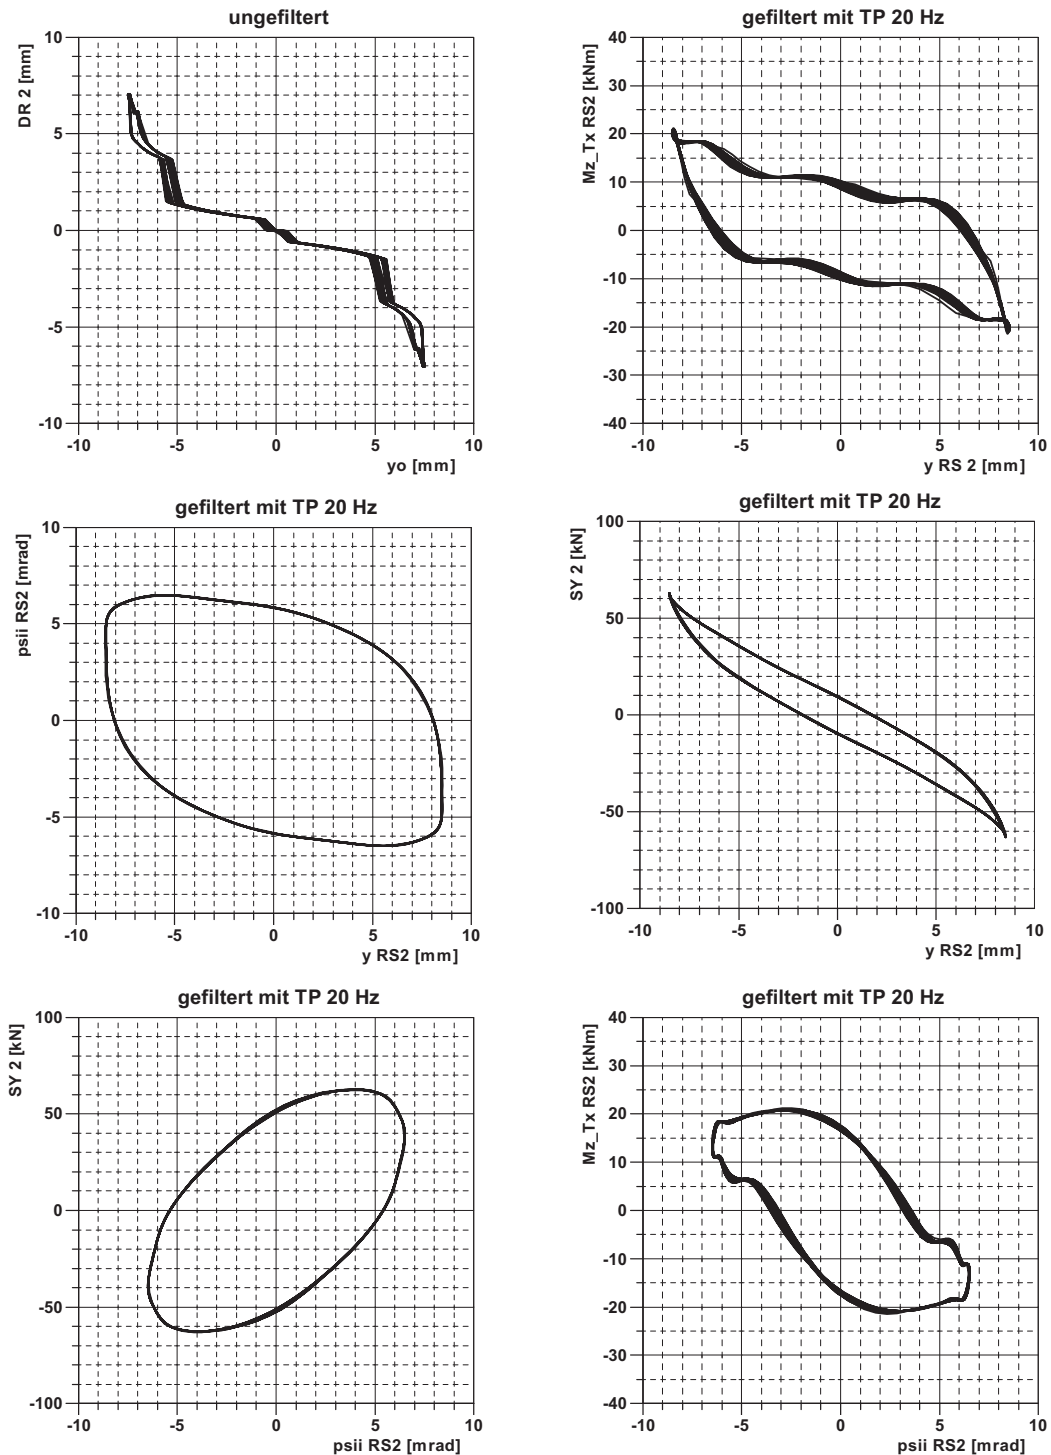 ungefiltert
DR 2 [mm]
10
5
0
-5
-10
-10 -5 0 5 10
yo [mm]
gefiltert mit TP 20 Hz
Mz_Tx RS2 [kNm]
40
30
20
10
0
-10
-20
-30
-40
-10 -5 0 5 10
y RS 2 [mm]
gefiltert mit TP 20 Hz
psii RS2 [mrad]
10
5
0
-5
-10
-10 -5 0 5 10
y RS2 [mm]
gefiltert mit TP 20 Hz
SY 2 [kN]
100
50
0
-50
-100
-10 -5 0 5 10
y RS2 [mm]
gefiltert mit TP 20 Hz
SY 2 [kN]
100
50
0
-50
-100
-10 -5 0 5 10
psii RS2 [mrad]
gefiltert mit TP 20 Hz
Mz_Tx RS2 [kNm]
40
30
20
10
0
-10
-20
-30
-40
-10 -5 0 5 10
psii RS2 [mrad]